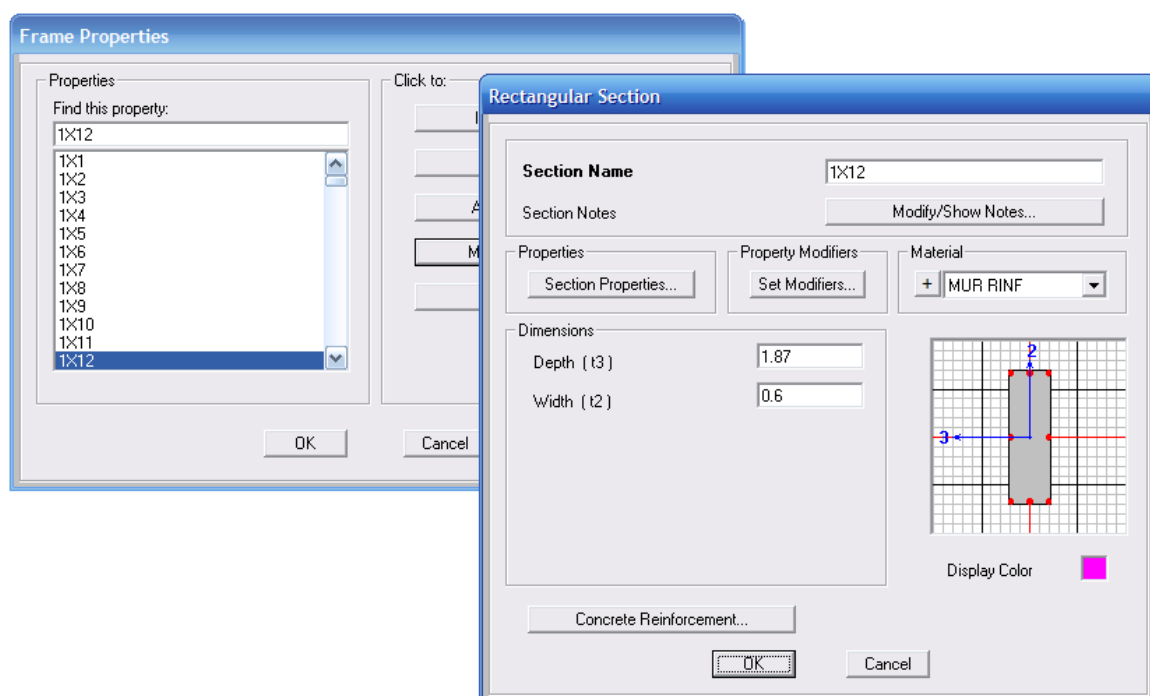 Frame Properties
Properties
Find this property:
1X12
1X1
1X2
1X3
1X4
1X5
1X6
1X7
1X8
1X9
1X10
1X11
1X12
Click to:
OK
Cancel
Rectangular Section
Section Name
1X12
Section Notes
Modify/Show Notes...
Properties
Section Properties...
Property Modifiers
Set Modifiers...
Material
+
MUR RINF
Dimensions
Depth ( t3 )
1.87
Width ( t2 )
0.6
2
3
Display Color
Concrete Reinforcement...
OK
Cancel